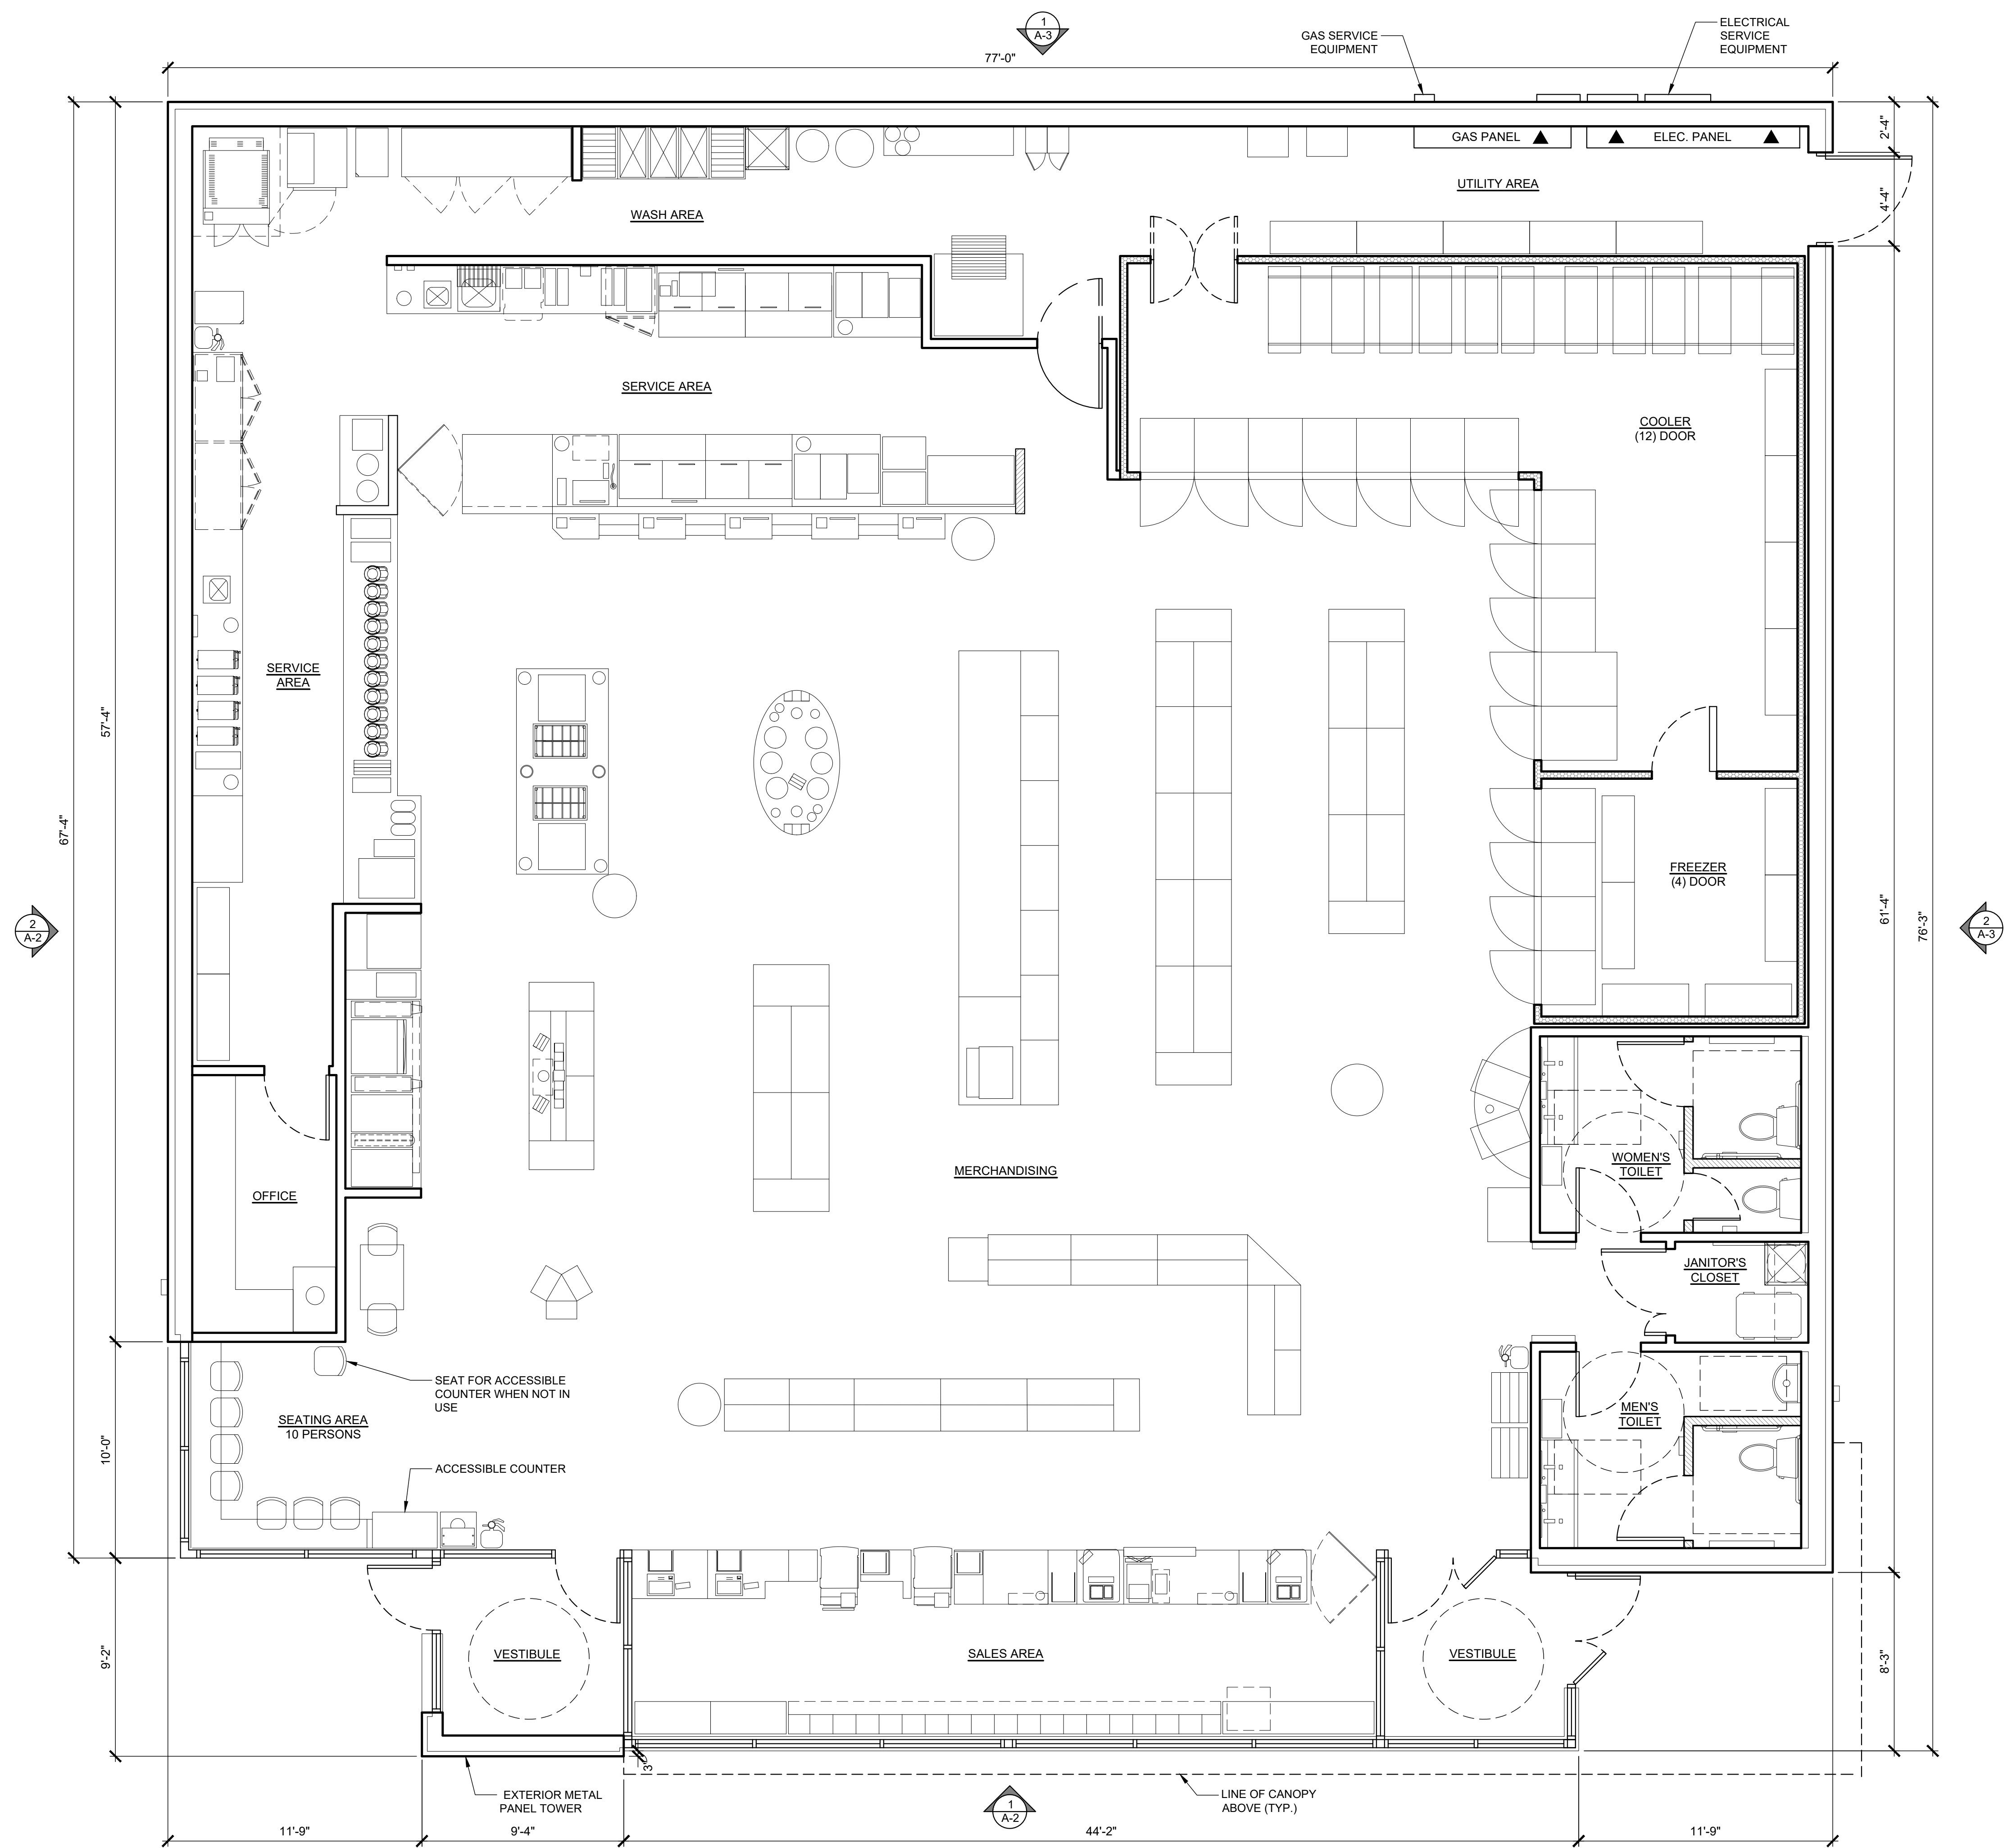 1
A-3
GAS SERVICE
EQUIPMENT
ELECTRICAL
SERVICE
EQUIPMENT
77'-0"
GAS PANEL
ELEC. PANEL
2'-4"
UTILITY AREA
WASH AREA
4'-4"
SERVICE AREA
COOLER
(12) DOOR
SERVICE
AREA
57'-4"
67'-4"
FREEZER
(4) DOOR
61'-4"
76'-3"
2
A-2
2
A-3
WOMEN'S
TOILET
MERCHANDISING
OFFICE
JANITOR'S
CLOSET
SEAT FOR ACCESSIBLE
COUNTER WHEN NOT IN
USE
SEATING AREA
10 PERSONS
MEN'S
TOILET
10'-0"
ACCESSIBLE COUNTER
9'-2"
VESTIBULE
SALES AREA
VESTIBULE
8'-3"
3"
EXTERIOR METAL
PANEL TOWER
1
A-2
LINE OF CANOPY
ABOVE (TYP.)
11'-9"
9'-4"
44'-2"
11'-9"